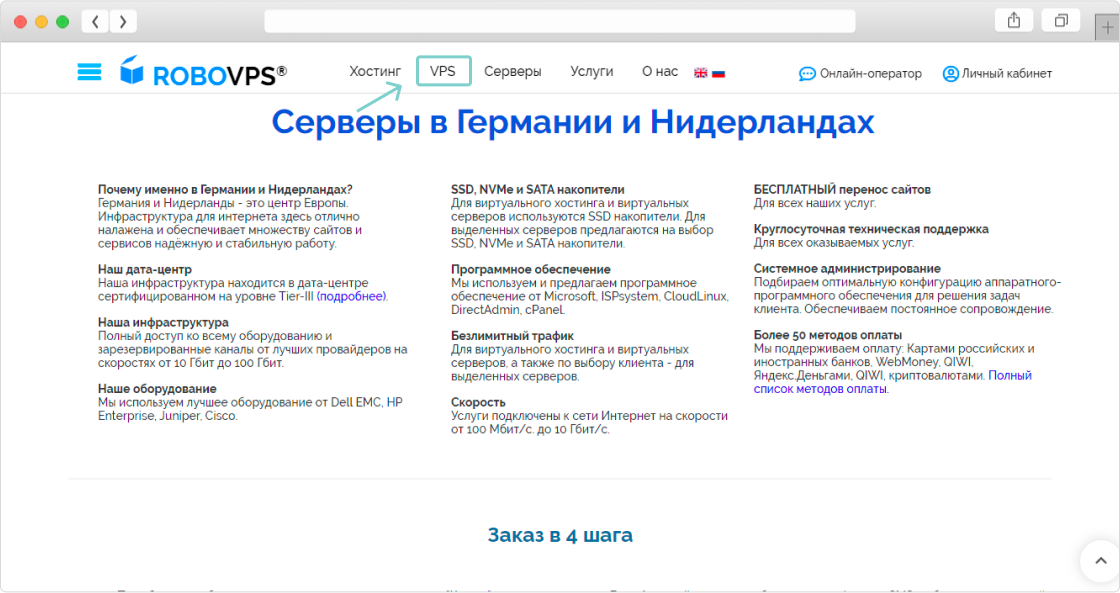 ROBOVPS®
Хостинг
VPS
Серверы
Услуги
О нас
Онлайн-оператор
Личный кабинет
Серверы в Германии и Нидерландах
Почему именно в Германии и Нидерландах?
Германия и Нидерланды - это центр Европы.
Инфраструктура для интернета здесь отлично
налажена и обеспечивает множеству сайтов и
сервисов надёжную и стабильную работу.
Наш дата-центр
Наша инфраструктура находится в дата-центре
сертифицированном на уровне Tier-III (подробнее).
Наша инфраструктура
Полный доступ ко всему оборудованию и
зарезервированные каналы от лучших провайдеров на
скоростях от 10 Гбит до 100 Гбит.
Наше оборудование
Мы используем лучшее оборудование от Dell EMC, HP
Enterprise, Juniper, Cisco.
SSD, NVMe и SATA накопители
Для виртуального хостинга и виртуальных
серверов используются SSD накопители. Для
выделенных серверов предлагаются на выбор
SSD, NVMe и SATA накопители.
Программное обеспечение
Мы используем и предлагаем программное
обеспечение от Microsoft, ISPsystem, CloudLinux,
DirectAdmin, cPanel.
Безлимитный трафик
Для виртуального хостинга и виртуальных
серверов, а также по выбору клиента - для
выделенных серверов.
Скорость
Услуги подключены к сети Интернет на скорости
от 100 Мбит/с. до 10 Гбит/с.
БЕСПЛАТНЫЙ перенос сайтов
Для всех наших услуг.
Круглосуточная техническая поддержка
Для всех оказываемых услуг.
Системное администрирование
Подбираем оптимальную конфигурацию аппаратного-
программного обеспечения для решения задач
клиента. Обеспечиваем постоянное сопровождение.
Более 50 методов оплаты
Мы поддерживаем оплату: Картами российских и
иностранных банков, WebMoney, QIWI,
Яндекс.Деньгами, QIWI, криптовалютами. Полный
список методов оплаты.
Заказ в 4 шага